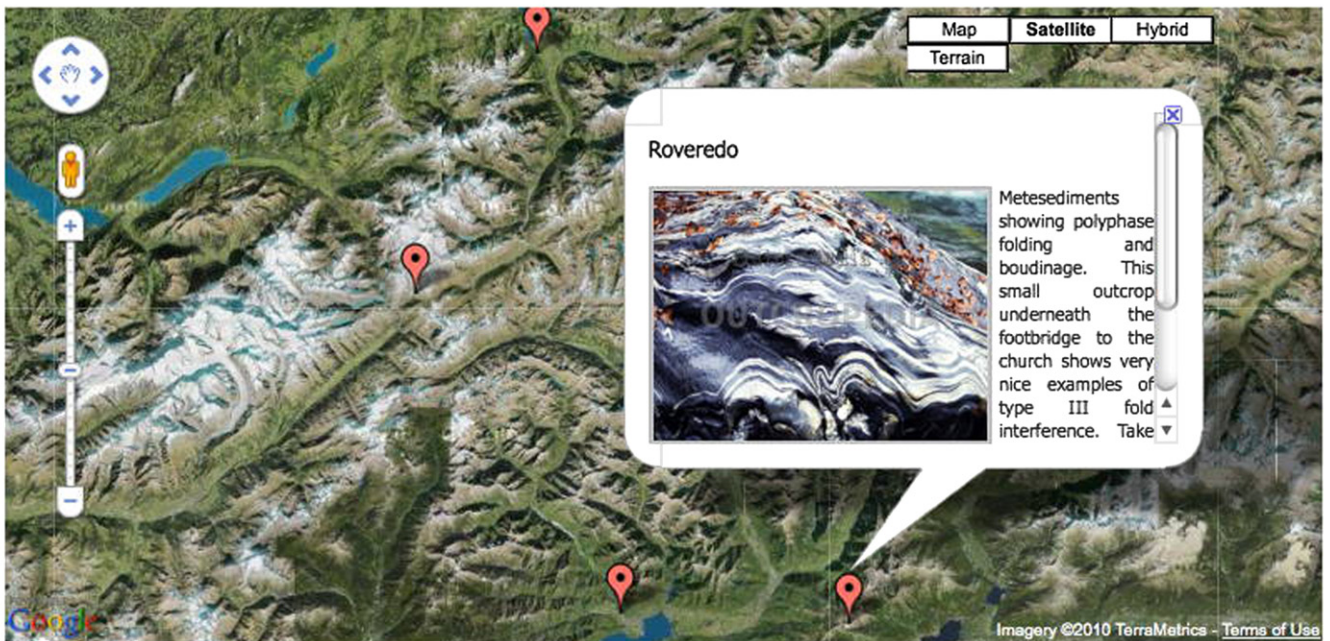 Map Satellite Hybrid
Terrain
Roveredo
Metesediments
showing polyphase
folding and
boudinage. This
small outcrop
underneath the
footbridge to the
church shows very
nice examples of
type III fold
interference. Take
Google
Imagery ©2010 TerraMetrics - Terms of Use